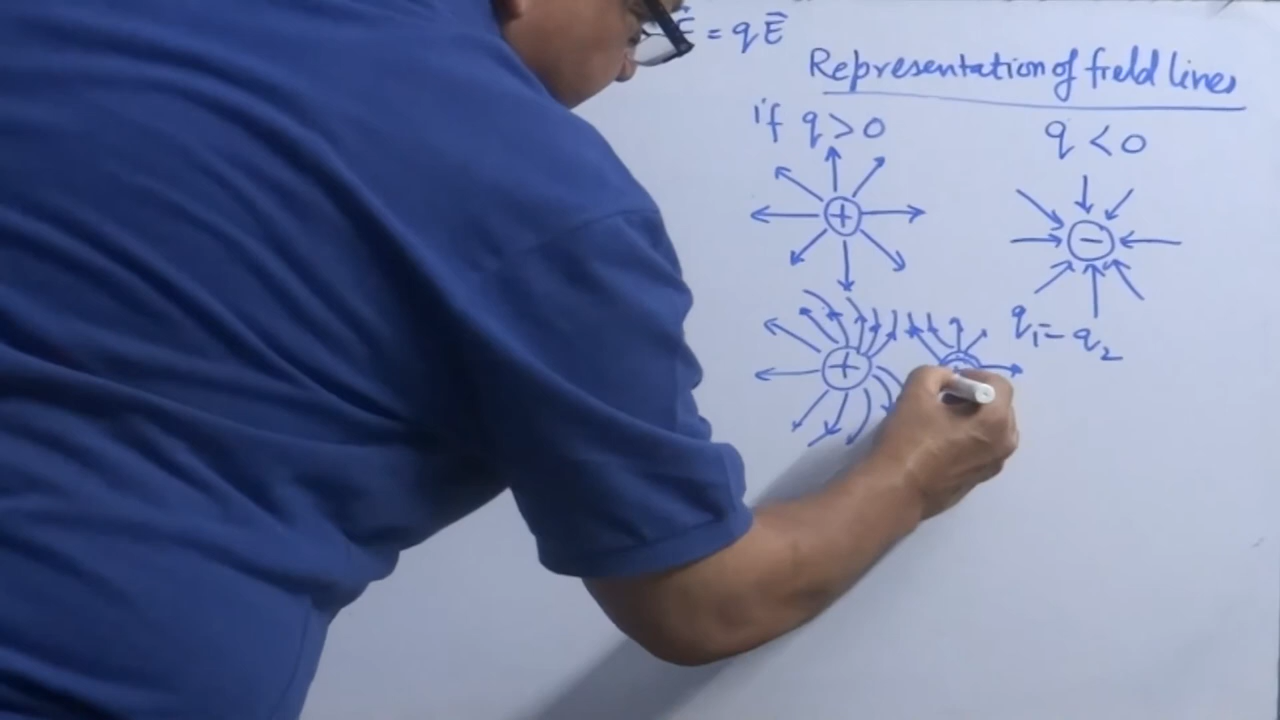 = qE⃗
Representation of field lines
if q > 0
q < 0
+
−
+
q₁ = q₂